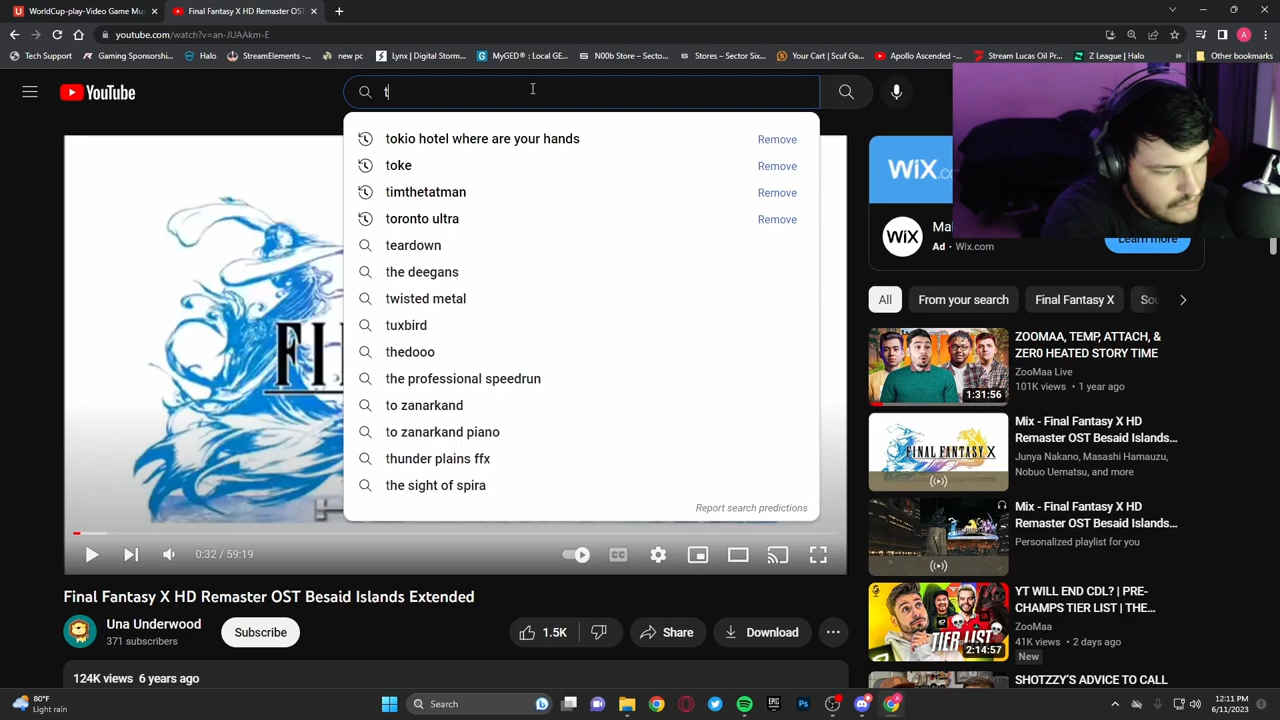 WorldCup-play-Video Game Mu
Final Fantasy X HD Remaster OST
youtube.com/watch?v=an-JUAAkrn-E
Tech Support
Gaming Sponsorshi...
Halo
StreamElements - ...
new pc
Lynx | Digital Storm...
MyGED® : Local GE...
N00b Store – Secto...
Stores – Sector Six...
Your Cart | Scuf Ga...
Apollo Ascended -...
Stream Lucas Oil Pr...
Z League | Halo
»
Other bookmarks
YouTube
t
tokio hotel where are your hands Remove
toke Remove
timthetatman Remove
toronto ultra Remove
teardown
the deegans
twisted metal
tuxbird
thedooo
the professional speedrun
to zanarkand
to zanarkand piano
thunder plains ffx
the sight of spira
Report search predictions
FI
H
0:32 / 59:19
CC
Final Fantasy X HD Remaster OST Besaid Islands Extended
Una Underwood
371 subscribers
Subscribe
1.5K
Share
Download
124K views 6 years ago
WiX.co
WiX
Ma
Ad • Wix.com
Learn more
All
From your search
Final Fantasy X
Sou
ZOOMAA, TEMP, ATTACH, &
ZER0 HEATED STORY TIME
ZooMaa Live
101K views • 1 year ago
1:31:56
FINAL FANTASY X
Mix - Final Fantasy X HD
Remaster OST Besaid Islands...
Junya Nakano, Masashi Hamauzu,
Nobuo Uematsu, and more
Mix - Final Fantasy X HD
Remaster OST Besaid Islands...
Personalized playlist for you
YT WILL END CDL? | PRE-
CHAMPS TIER LIST | THE...
ZooMaa
41K views • 2 days ago
New
TIER LIST
2:14:57
SHOTZZY'S ADVICE TO CALL
80°F
Light rain
Search
12:11 PM
6/11/2023